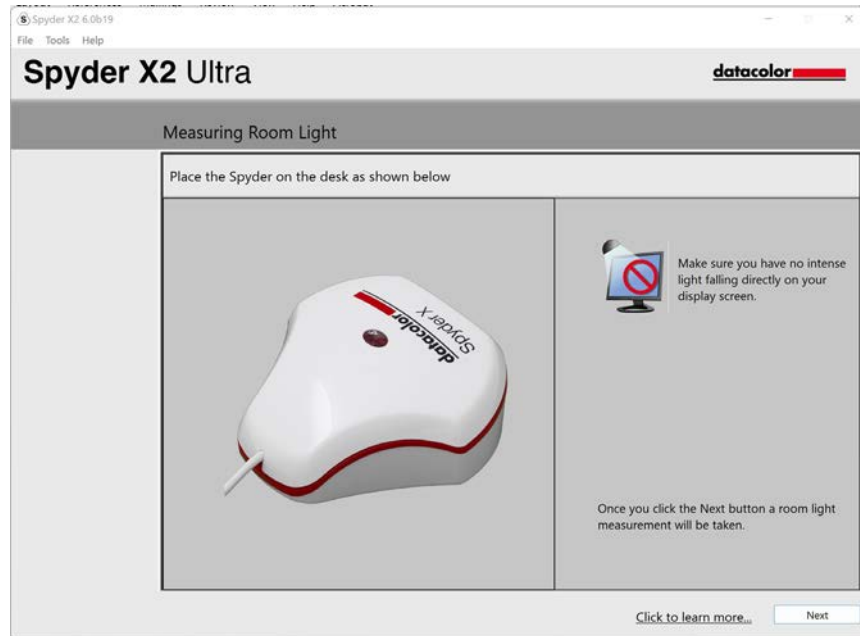 Spyder X2 6.0b19
File Tools Help
Spyder X2 Ultra
datacolor
Measuring Room Light
Place the Spyder on the desk as shown below
datacolor
Spyder X
Make sure you have no intense
light falling directly on your
display screen.
Once you click the Next button a room light
measurement will be taken.
Click to learn more...
Next